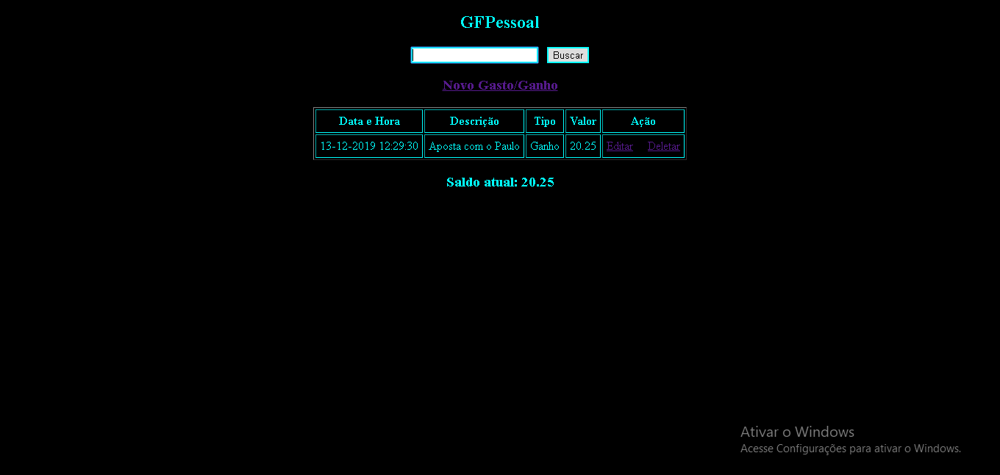 GFPessoal
Buscar
Novo Gasto/Ganho
Data e Hora Descrição Tipo Valor Ação
13-12-2019 12:29:30 Aposta com o Paulo Ganho 20.25 Editar Deletar
Saldo atual: 20.25
Ativar o Windows
Acesse Configurações para ativar o Windows.